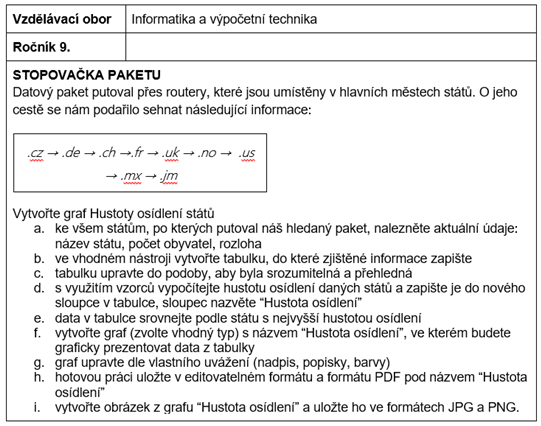 Vzdělávací obor Informatika a výpočetní technika
Ročník 9.
STOPOVAČKA PAKETU
Datový paket putoval přes routery, které jsou umístěny v hlavních městech států. O jeho
cestě se nám podařilo sehnat následující informace:
.cz → .de → .ch →.fr → .uk → .no → .us
→ .mx → .jm
Vytvořte graf Hustoty osídlení států
a. ke všem státům, po kterých putoval náš hledaný paket, nalezněte aktuální údaje:
název státu, počet obyvatel, rozloha
b. ve vhodném nástroji vytvořte tabulku, do které zjištěné informace zapište
c. tabulku upravte do podoby, aby byla srozumitelná a přehledná
d. s využitím vzorců vypočítejte hustotu osídlení daných států a zapište je do nového
sloupce v tabulce, sloupec nazvěte “Hustota osídlení”
e. data v tabulce srovnejte podle státu s nejvyšší hustotou osídlení
f. vytvořte graf (zvolte vhodný typ) s názvem “Hustota osídlení”, ve kterém budete
graficky prezentovat data z tabulky
g. graf upravte dle vlastního uvážení (nadpis, popisky, barvy)
h. hotovou práci uložte v editovatelném formátu a formátu PDF pod názvem “Hustota
osídlení”
i. vytvořte obrázek z grafu “Hustota osídlení” a uložte ho ve formátech JPG a PNG.